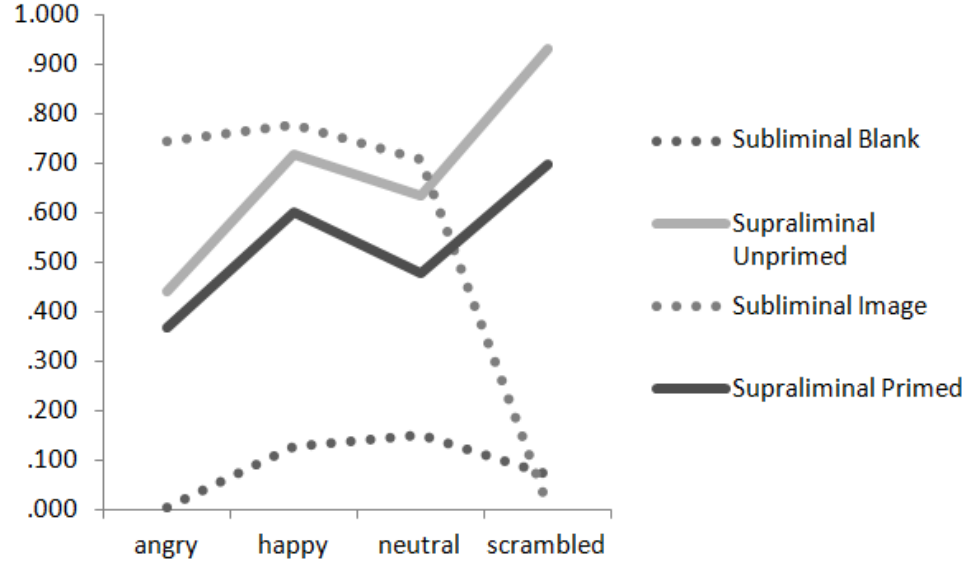 1.000
.900
.800
.700
.600
.500
.400
.300
.200
.100
.000
angry
happy
neutral
scrambled
Subliminal Blank
Supraliminal
Unprimed
Subliminal Image
Supraliminal Primed